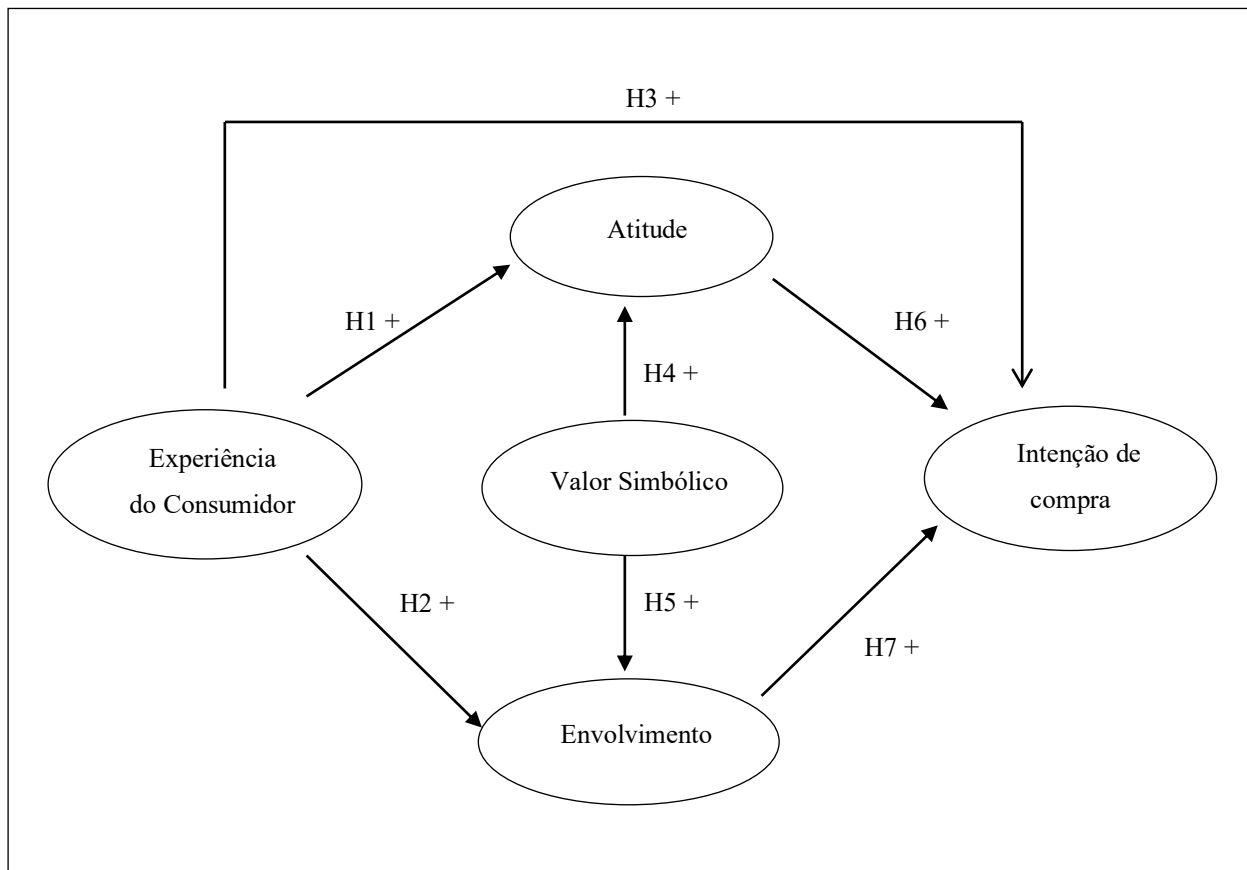 H3 +
Atitude
H1 +
H6 +
H4 +
Experiência
do Consumidor
Valor Simbólico
Intenção de
compra
H2 +
H5 +
H7 +
Envolvimento